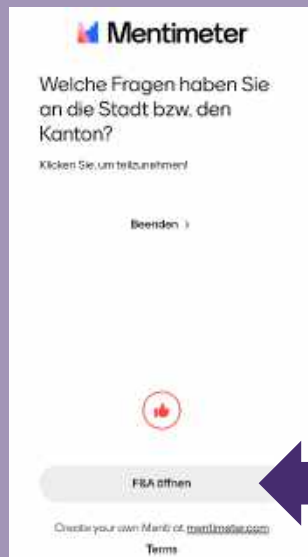 Mentimeter
Welche Fragen haben Sie
an die Stadt bzw. den
Kanton?
Klicken Sie, um teilzunehmen!
Beenden >
F&A öffnen
Create your own Menti at mentimeter.com
Terms